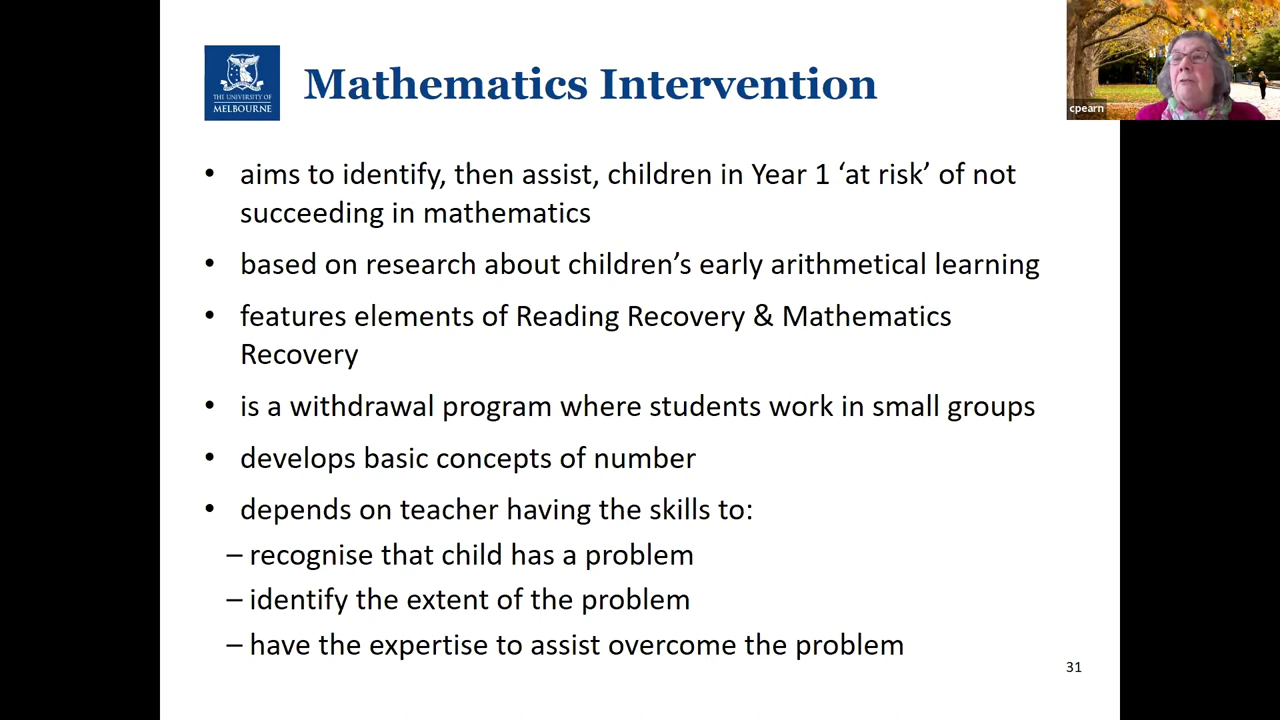 THE UNIVERSITY OF
MELBOURNE
Mathematics Intervention
cpearn
• aims to identify, then assist, children in Year 1 ‘at risk’ of not
succeeding in mathematics
• based on research about children’s early arithmetical learning
• features elements of Reading Recovery & Mathematics
Recovery
• is a withdrawal program where students work in small groups
• develops basic concepts of number
• depends on teacher having the skills to:
– recognise that child has a problem
– identify the extent of the problem
– have the expertise to assist overcome the problem
31